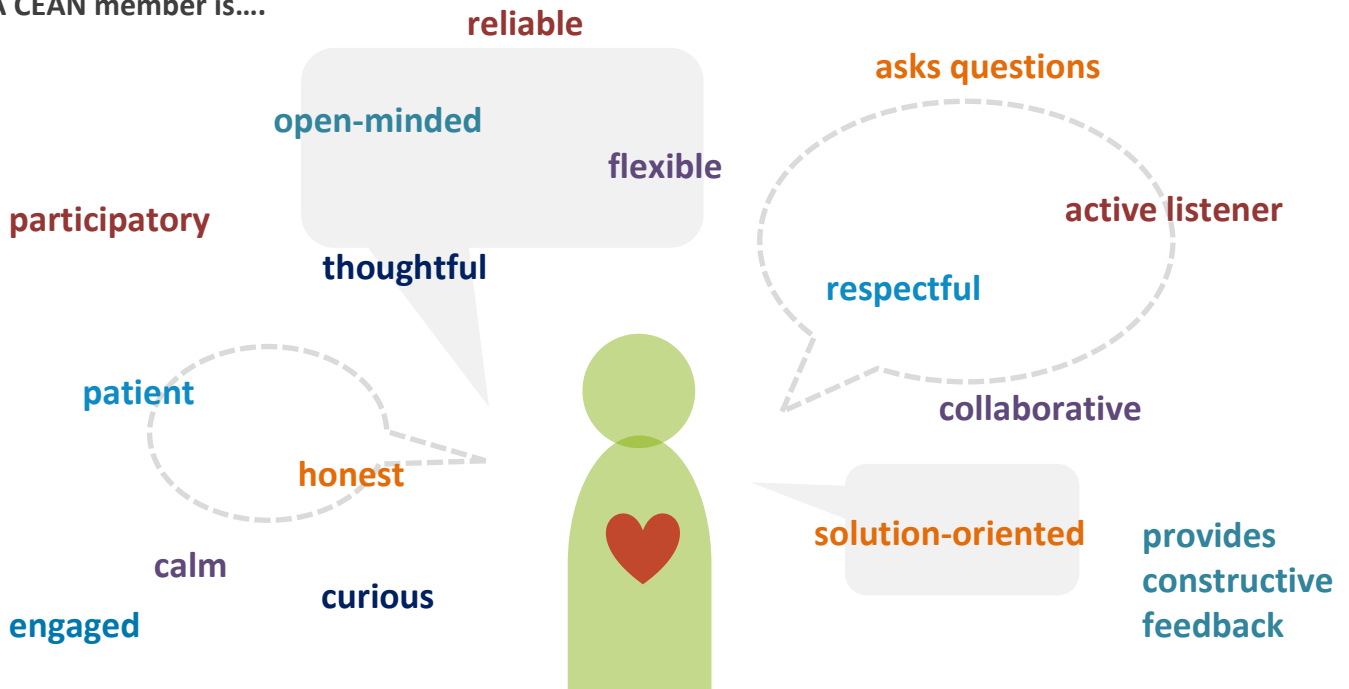 A CEAN member is....
reliable
asks questions
open-minded
flexible
participatory
active listener
thoughtful
respectful
patient
collaborative
honest
solution-oriented
provides
constructive
feedback
calm
curious
engaged